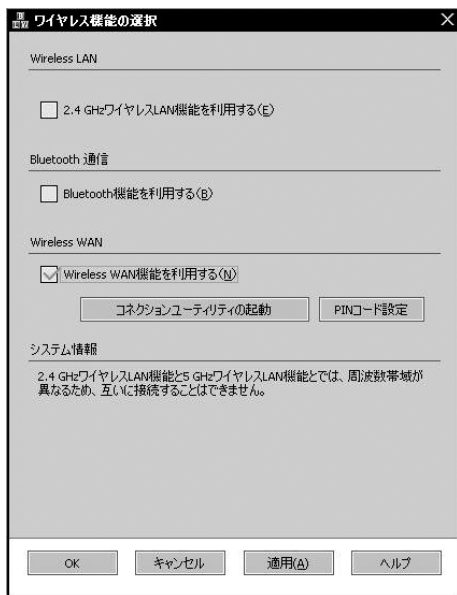 ワイヤレス機能の選択
Wireless LAN
2.4 GHzワイヤレスLAN機能を利用する(E)
Bluetooth 通信
Bluetooth機能を利用する(B)
Wireless WAN
Wireless WAN機能を利用する(N)
コネクションユーティリティの起動 PINコード設定
システム情報
2.4 GHzワイヤレスLAN機能と5 GHzワイヤレスLAN機能とでは、周波数帯域が
異なるため、互いに接続することはできません。
OK キャンセル 適用(A) ヘルプ